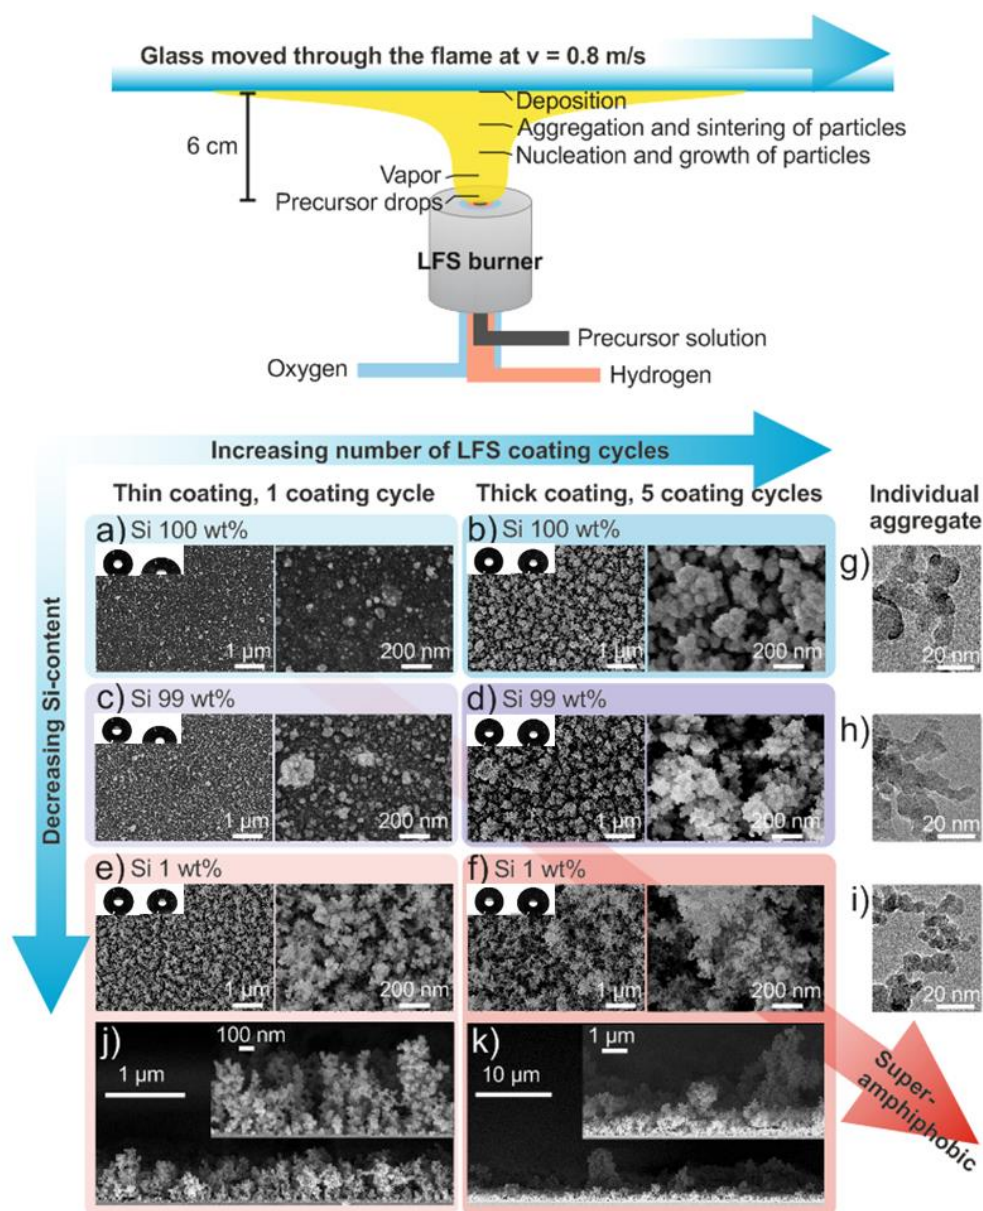 Glass moved through the flame at v = 0.8 m/s
Deposition
6 cm
Aggregation and sintering of particles
Nucleation and growth of particles
Vapor
Precursor drops
LFS burner
Precursor solution
Oxygen
Hydrogen
Increasing number of LFS coating cycles
Decreasing Si-content
Thin coating, 1 coating cycle
Thick coating, 5 coating cycles
Individual
aggregate
a) Si 100 wt%
1 µm
200 nm
b) Si 100 wt%
1 µm
200 nm
g)
20 nm
c) Si 99 wt%
1 µm
200 nm
d) Si 99 wt%
1 µm
200 nm
h)
20 nm
e) Si 1 wt%
1 µm
200 nm
f) Si 1 wt%
1 µm
200 nm
i)
20 nm
j)
1 µm
100 nm
k)
10 µm
1 µm
Super-
amphiphobic